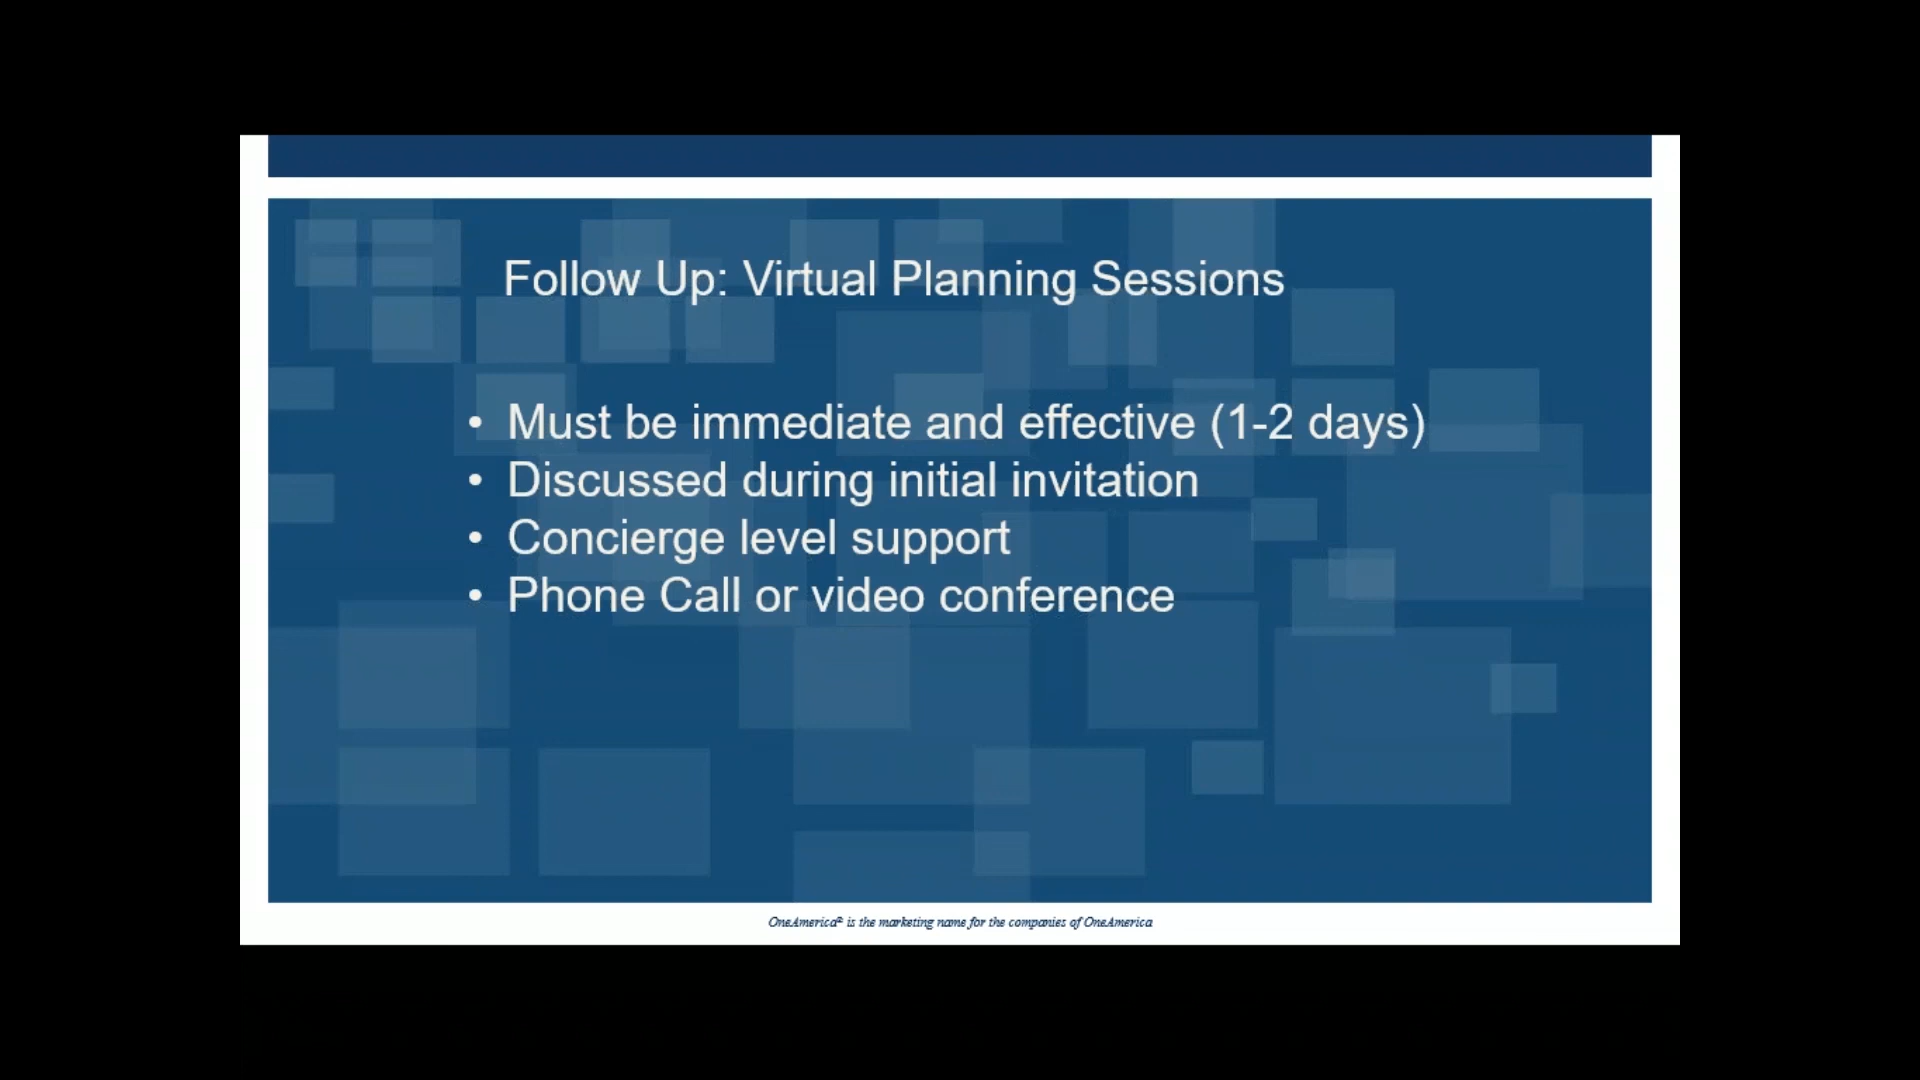 Follow Up: Virtual Planning Sessions
• Must be immediate and effective (1-2 days)
• Discussed during initial invitation
• Concierge level support
• Phone Call or video conference
OneAmerica® is the marketing name for the companies of OneAmerica